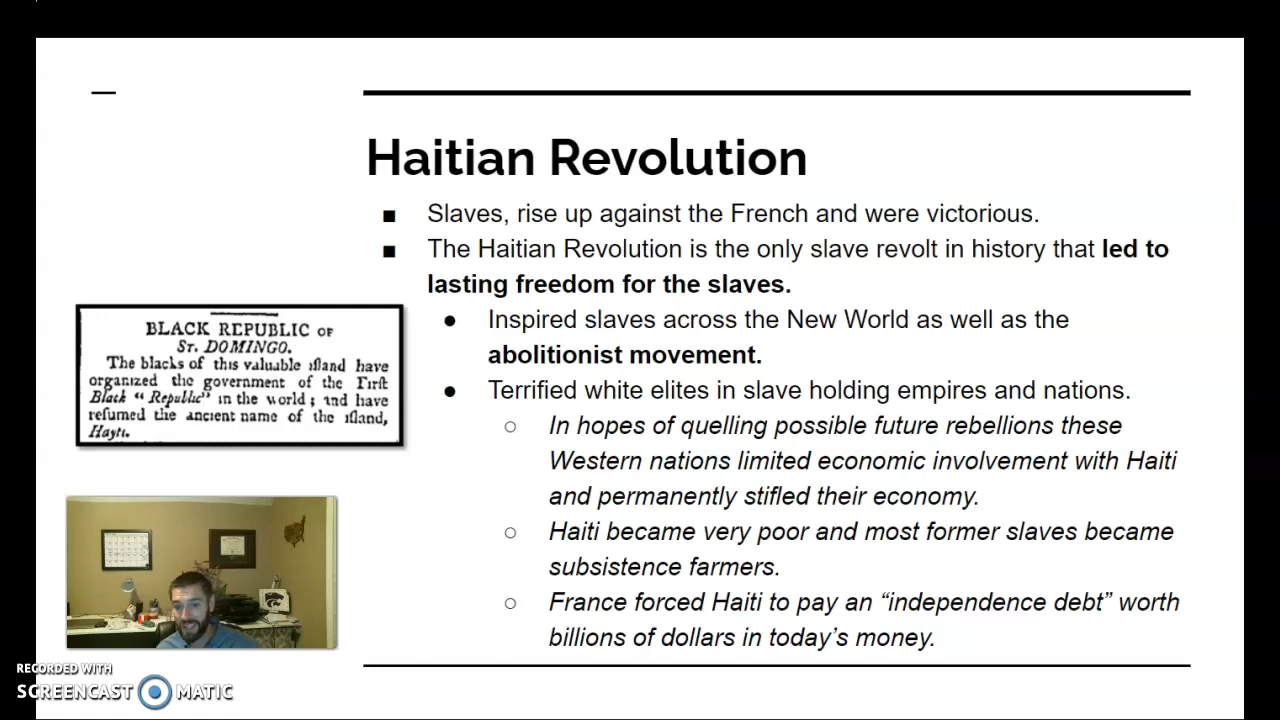 Haitian Revolution
Slaves, rise up against the French and were victorious.
The Haitian Revolution is the only slave revolt in history that led to
lasting freedom for the slaves.
Inspired slaves across the New World as well as the
abolitionist movement.
Terrified white elites in slave holding empires and nations.
In hopes of quelling possible future rebellions these
Western nations limited economic involvement with Haiti
and permanently stifled their economy.
Haiti became very poor and most former slaves became
subsistence farmers.
France forced Haiti to pay an “independence debt” worth
billions of dollars in today’s money.
BLACK REPUBLIC OF
ST. DOMINGO.
The blacks of this valuable iſland have
organized the government of the Firſt
Black “Republic” in the world; and have
reſumed the ancient name of the iſland,
Hayti.
RECORDED WITH
SCREENCAST MATIC